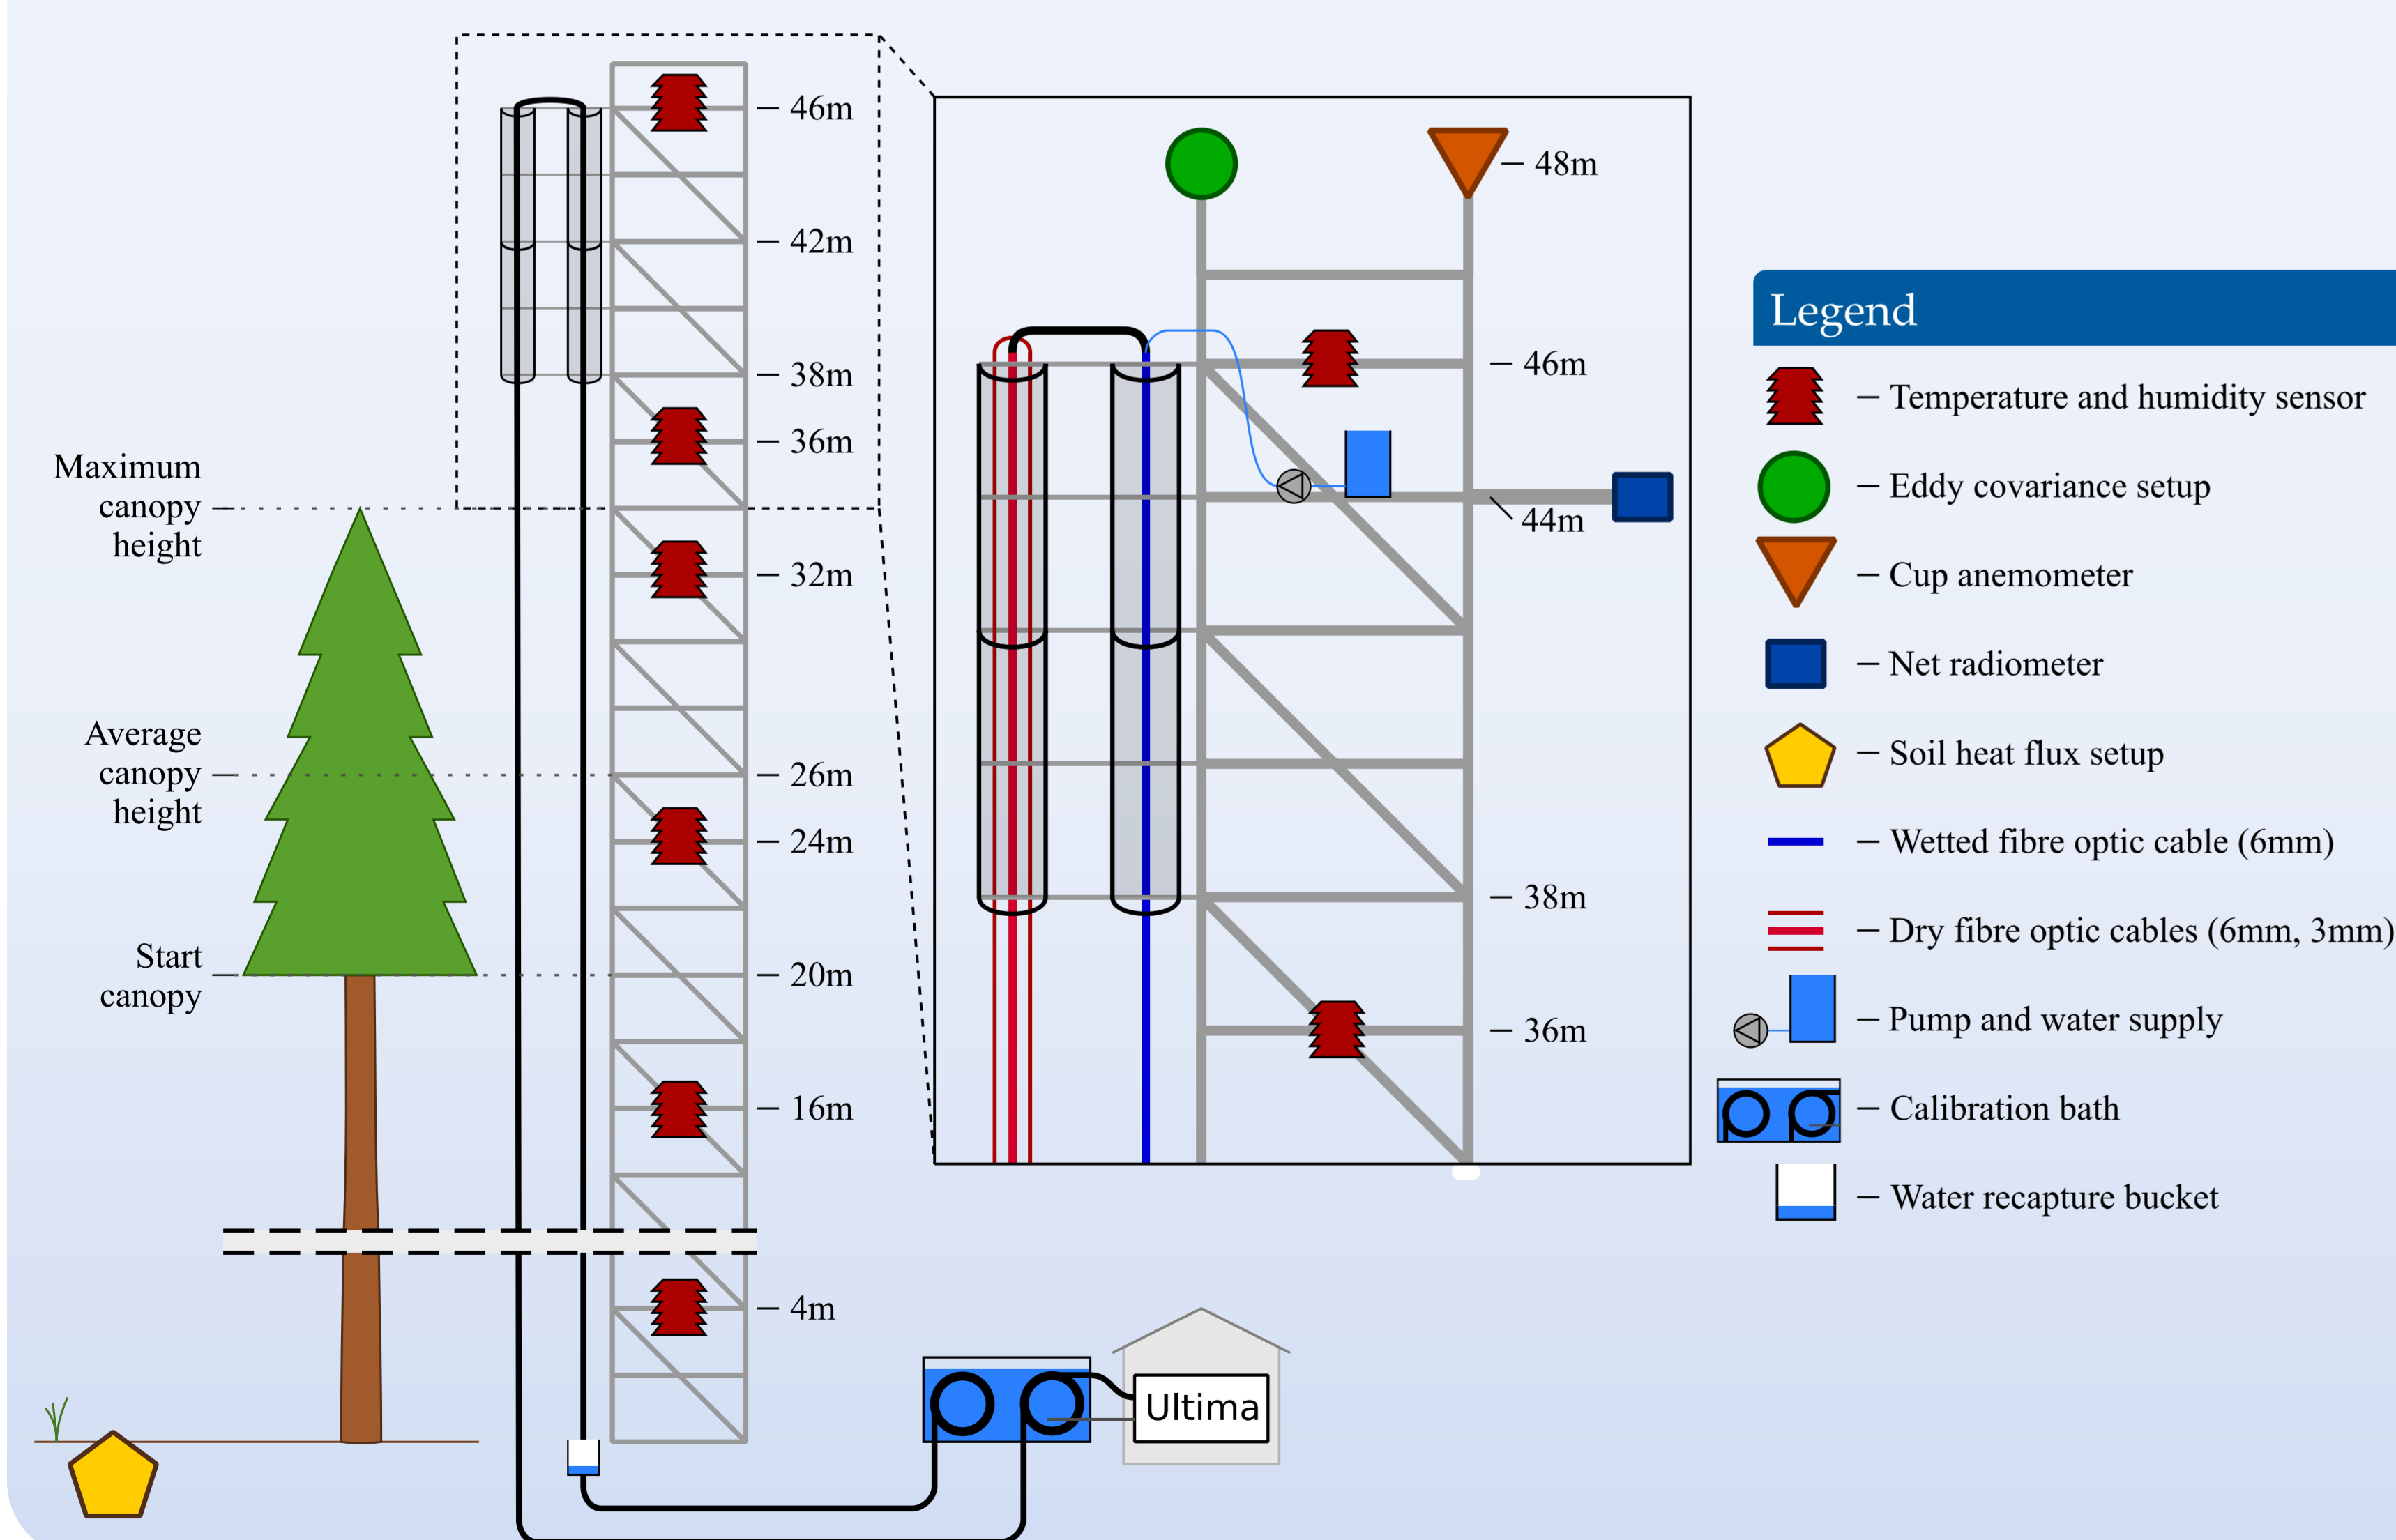 46m
42m
38m
36m
32m
26m
24m
20m
16m
4m
Maximum
canopy
height
Average
canopy
height
Start
canopy
48m
46m
44m
38m
36m
Ultima
Legend
Temperature and humidity sensor
Eddy covariance setup
Cup anemometer
Net radiometer
Soil heat flux setup
Wetted fibre optic cable (6mm)
Dry fibre optic cables (6mm, 3mm)
Pump and water supply
Calibration bath
Water recapture bucket